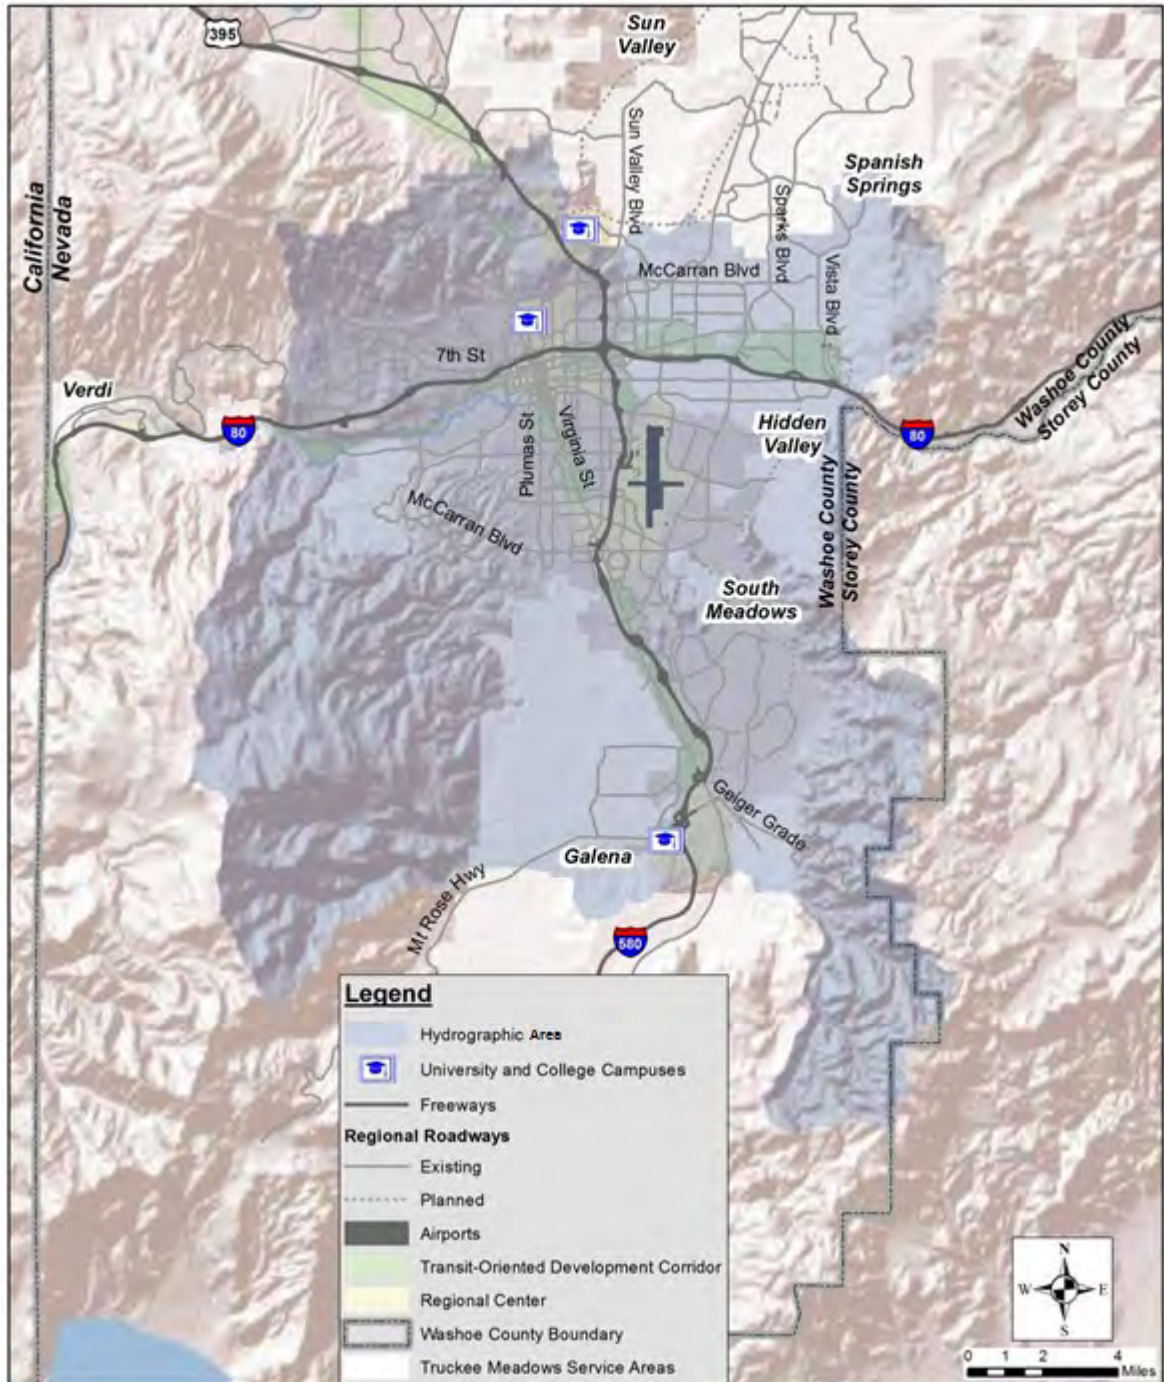 395
Sun
Valley
Sun Valley Blvd
Spanish
Springs
Sparks Blvd
California
Nevada
McCarran Blvd
Vista Blvd
7th St
Washoe County
Storey County
Verdi
80
Plumas St
Virginia St
Hidden
Valley
80
McCarran Blvd
Washoe County
Storey County
South
Meadows
Geiger Grade
Galena
Mt Rose Hwy
580
Legend
Hydrographic Area
University and College Campuses
Freeways
Regional Roadways
Existing
Planned
Airports
Transit-Oriented Development Corridor
Regional Center
Washoe County Boundary
Truckee Meadows Service Areas
N
W E
S
0 1 2 4
Miles